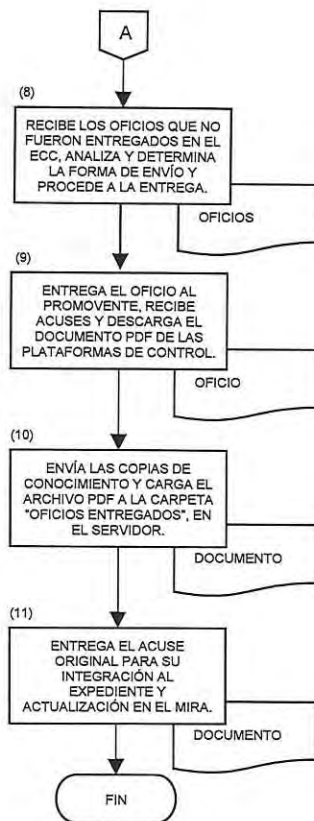 A
(8)
RECIBE LOS OFICIOS QUE NO
FUERON ENTREGADOS EN EL
ECC, ANALIZA Y DETERMINA
LA FORMA DE ENVÍO Y
PROCEDE A LA ENTREGA.
OFICIOS
(9)
ENTREGA EL OFICIO AL
PROMOVENTE, RECIBE
ACUSES Y DESCARGA EL
DOCUMENTO PDF DE LAS
PLATAFORMAS DE CONTROL.
OFICIO
(10)
ENVÍA LAS COPIAS DE
CONOCIMIENTO Y CARGA EL
ARCHIVO PDF A LA CARPETA
"OFICIOS ENTREGADOS", EN
EL SERVIDOR.
DOCUMENTO
(11)
ENTREGA EL ACUSE
ORIGINAL PARA SU
INTEGRACIÓN AL
EXPEDIENTE Y
ACTUALIZACIÓN EN EL MIRA.
DOCUMENTO
FIN